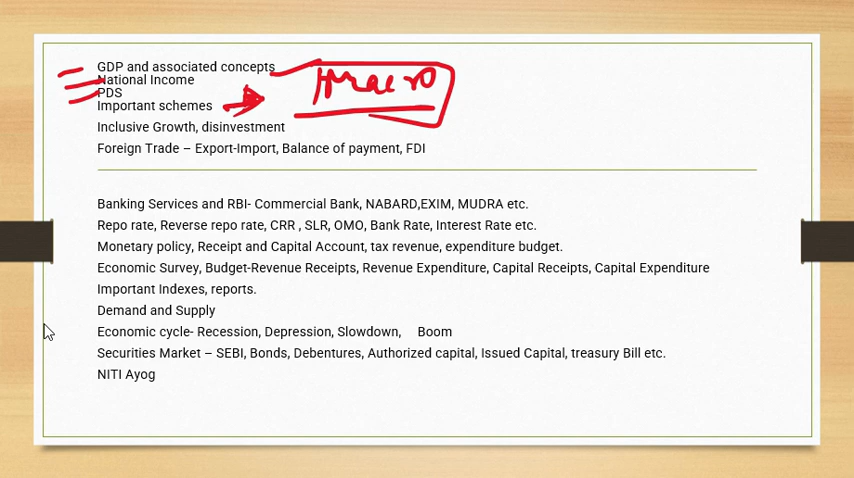 GDP and associated concepts
National Income
PDS
Important schemes
Macro
Inclusive Growth, disinvestment
Foreign Trade – Export-Import, Balance of payment, FDI
Banking Services and RBI- Commercial Bank, NABARD,EXIM, MUDRA etc.
Repo rate, Reverse repo rate, CRR , SLR, OMO, Bank Rate, Interest Rate etc.
Monetary policy, Receipt and Capital Account, tax revenue, expenditure budget.
Economic Survey, Budget-Revenue Receipts, Revenue Expenditure, Capital Receipts, Capital Expenditure
Important Indexes, reports.
Demand and Supply
Economic cycle- Recession, Depression, Slowdown, Boom
Securities Market – SEBI, Bonds, Debentures, Authorized capital, Issued Capital, treasury Bill etc.
NITI Ayog